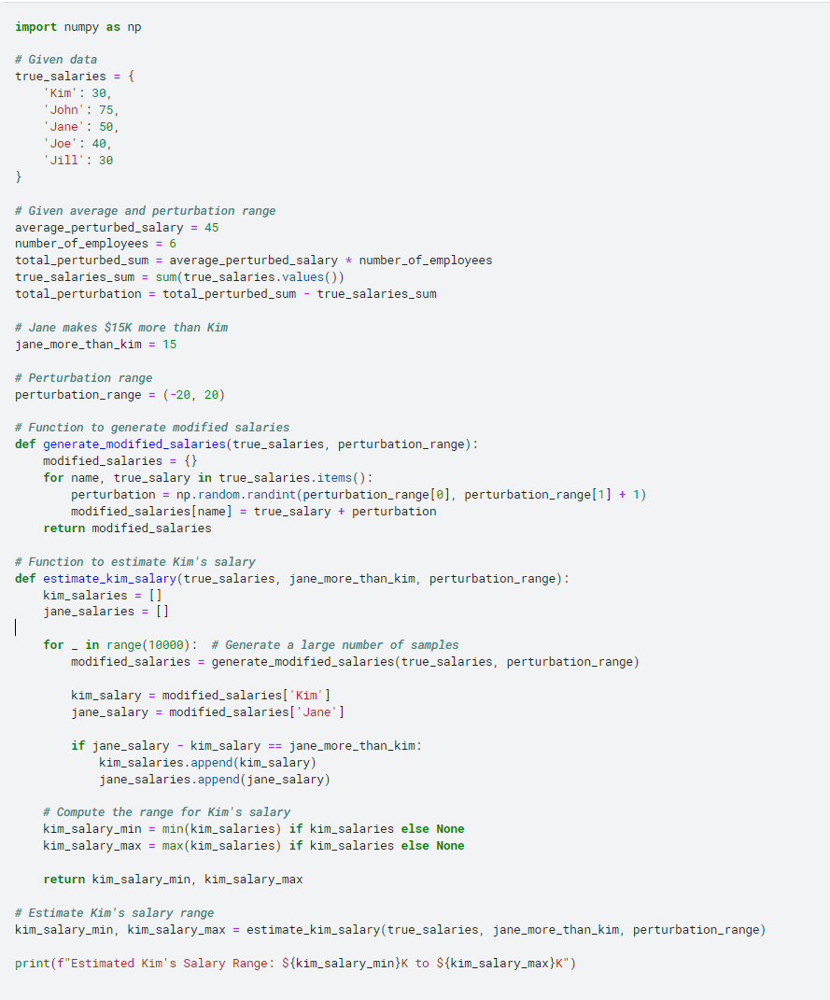 import numpy as np
# Given data
true_salaries = {
    'Kim': 30,
    'John': 75,
    'Jane': 50,
    'Joe': 40,
    'Jill': 30
}
# Given average and perturbation range
average_perturbed_salary = 45
number_of_employees = 6
total_perturbed_sum = average_perturbed_salary * number_of_employees
true_salaries_sum = sum(true_salaries.values())
total_perturbation = total_perturbed_sum - true_salaries_sum
# Jane makes $15K more than Kim
jane_more_than_kim = 15
# Perturbation range
perturbation_range = (-20, 20)
# Function to generate modified salaries
def generate_modified_salaries(true_salaries, perturbation_range):
    modified_salaries = {}
    for name, true_salary in true_salaries.items():
        perturbation = np.random.randint(perturbation_range[0], perturbation_range[1] + 1)
        modified_salaries[name] = true_salary + perturbation
    return modified_salaries
# Function to estimate Kim's salary
def estimate_kim_salary(true_salaries, jane_more_than_kim, perturbation_range):
    kim_salaries = []
    jane_salaries = []
    for _ in range(10000):  # Generate a large number of samples
        modified_salaries = generate_modified_salaries(true_salaries, perturbation_range)
        kim_salary = modified_salaries['Kim']
        jane_salary = modified_salaries['Jane']
        if jane_salary - kim_salary == jane_more_than_kim:
            kim_salaries.append(kim_salary)
            jane_salaries.append(jane_salary)
    # Compute the range for Kim's salary
    kim_salary_min = min(kim_salaries) if kim_salaries else None
    kim_salary_max = max(kim_salaries) if kim_salaries else None
    return kim_salary_min, kim_salary_max
# Estimate Kim's salary range
kim_salary_min, kim_salary_max = estimate_kim_salary(true_salaries, jane_more_than_kim, perturbation_range)
print(f"Estimated Kim's Salary Range: ${kim_salary_min}K to ${kim_salary_max}K")